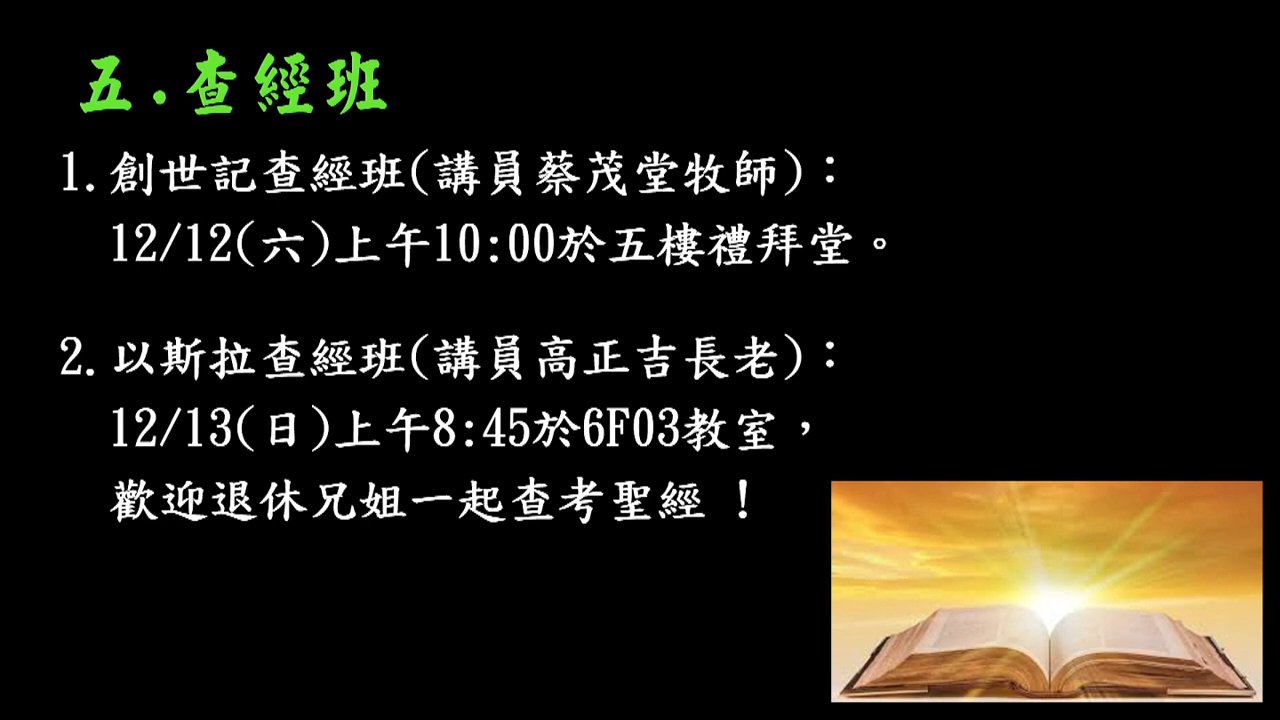 五.查經班
1.創世記查經班(講員蔡茂堂牧師)：
12/12(六)上午10:00於五樓禮拜堂。
2.以斯拉查經班(講員高正吉長老)：
12/13(日)上午8:45於6F03教室，
歡迎退休兄姐一起查考聖經 !